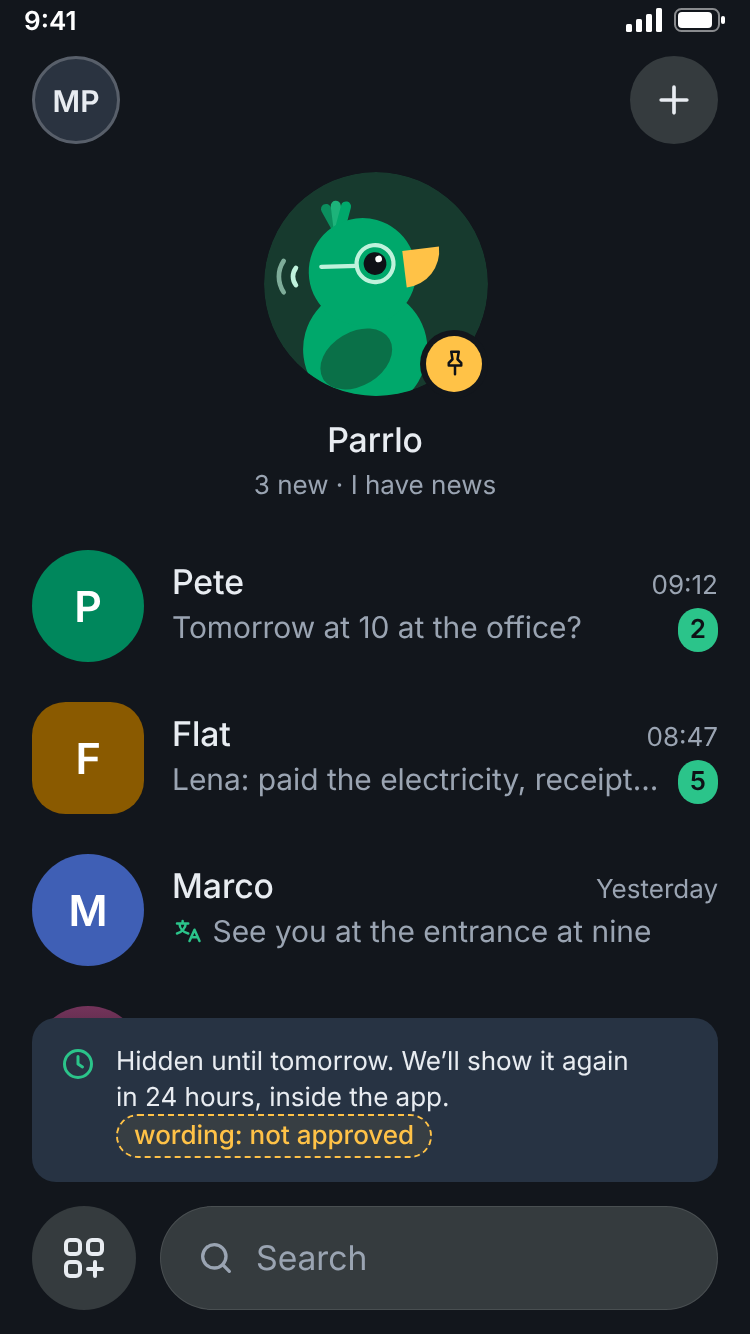 9:41
MP
Parrlo
3 new · I have news
P
Pete
09:12
Tomorrow at 10 at the office?
2
F
Flat
08:47
Lena: paid the electricity, receipt...
5
M
Marco
Yesterday
See you at the entrance at nine
Hidden until tomorrow. We’ll show it again
in 24 hours, inside the app.
wording: not approved
Search